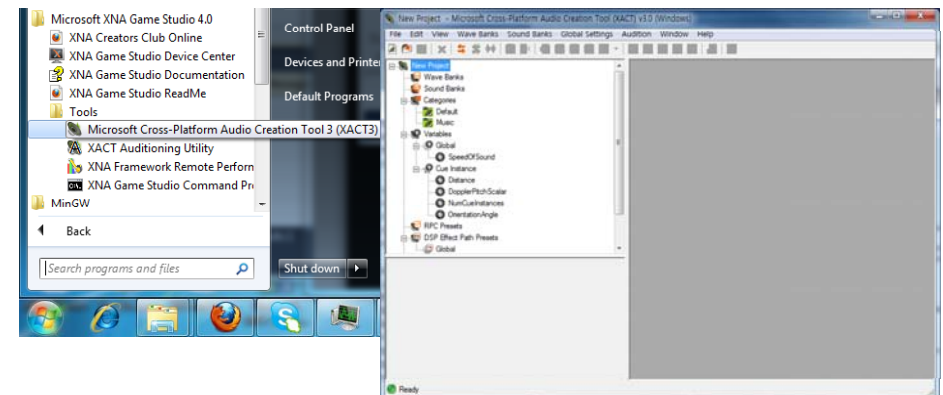 Microsoft XNA Game Studio 4.0
XNA Creators Club Online
XNA Game Studio Device Center
XNA Game Studio Documentation
XNA Game Studio ReadMe
Tools
Microsoft Cross-Platform Audio Creation Tool 3 (XACT3)
XACT Auditioning Utility
XNA Framework Remote Perform
XNA Game Studio Command Pr
MinGW
Back
Search programs and files
Control Panel
Devices and Printe
Default Programs
Shut down
New Project - Microsoft Cross-Platform Audio Creation Tool (XACT) v3.0 (Windows)
File Edit View Wave Banks Sound Banks Global Settings Audition Window Help
New Project
Wave Banks
Sound Banks
Categories
Default
Music
Variables
Global
SpeedOfSound
Cue Instance
Distance
DopplerPitchScalar
NumCueInstances
OrientationAngle
RPC Presets
DSP Effect Path Presets
Global
Ready